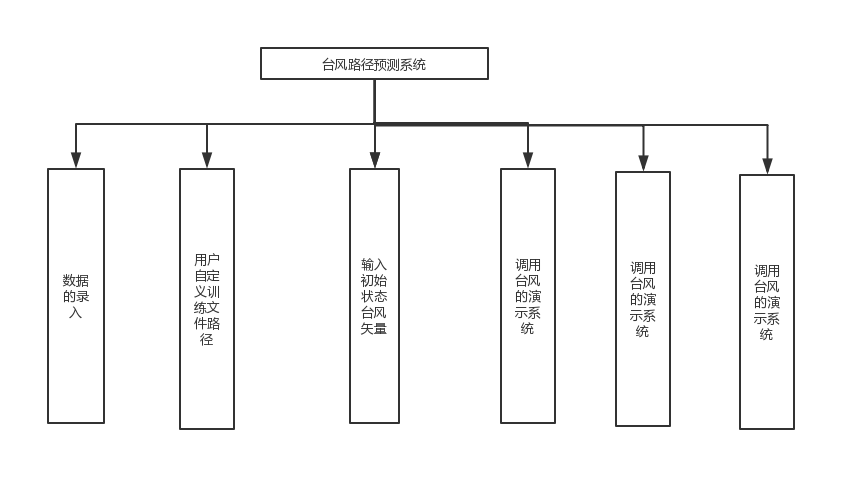 台风路径预测系统
数据
的录
入
用户
自定
义训
练文
件路
径
输入
初始
状态
台风
矢量
调用
台风
的演
示系
统
调用
台风
的演
示系
统
调用
台风
的演
示系
统